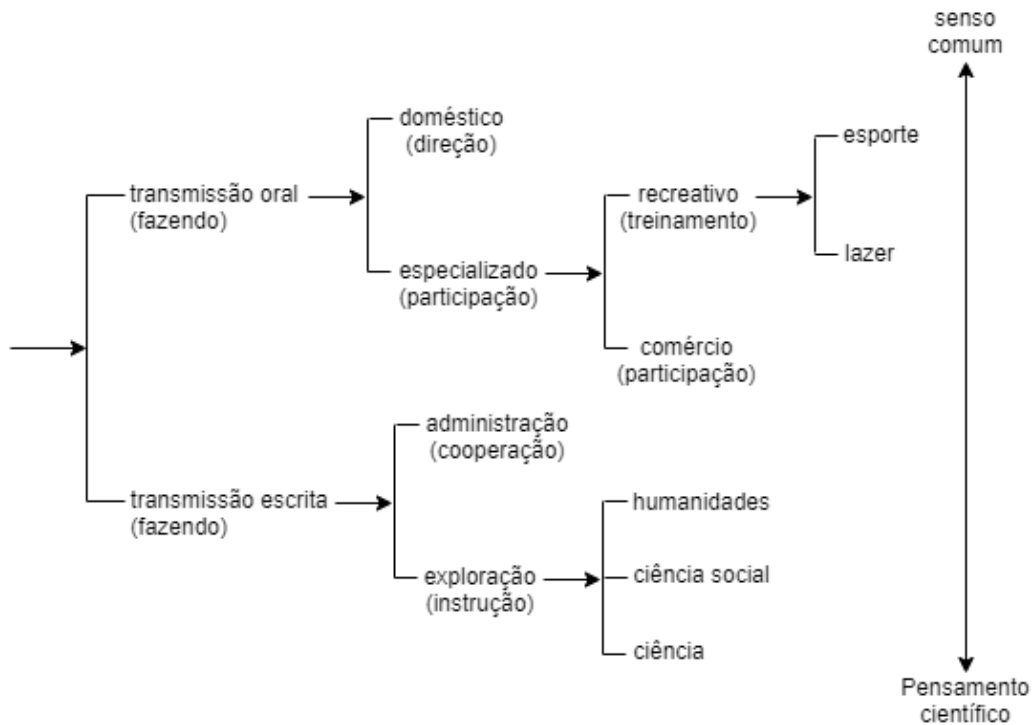 senso
comum
doméstico
(direção)
esporte
transmissão oral
(fazendo)
recreativo
(treinamento)
lazer
especializado
(participação)
comércio
(participação)
administração
(cooperação)
transmissão escrita
(fazendo)
humanidades
exploração
(instrução)
ciência social
ciência
Pensamento
científico